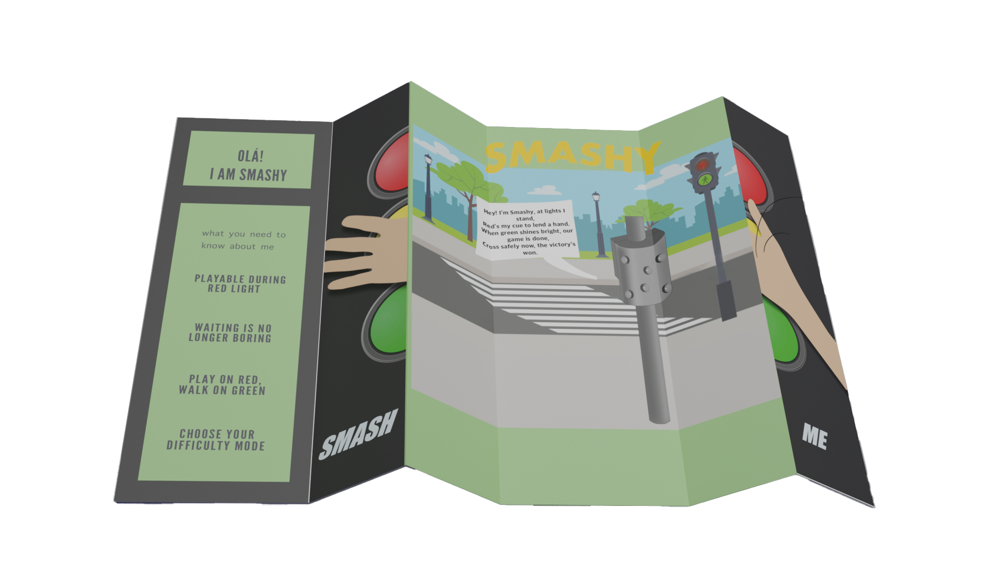 OLÁ!
I AM SMASHY
what you need to
know about me
PLAYABLE DURING
RED LIGHT
WAITING IS NO
LONGER BORING
PLAY ON RED,
WALK ON GREEN
CHOOSE YOUR
DIFFICULTY MODE
SMASH
SMASHY
Hey! I'm Smashy, at lights I
stand,
Red's my cue to lend a hand.
When green shines bright, our
game is done,
Cross safely now, the victory's
won.
ME